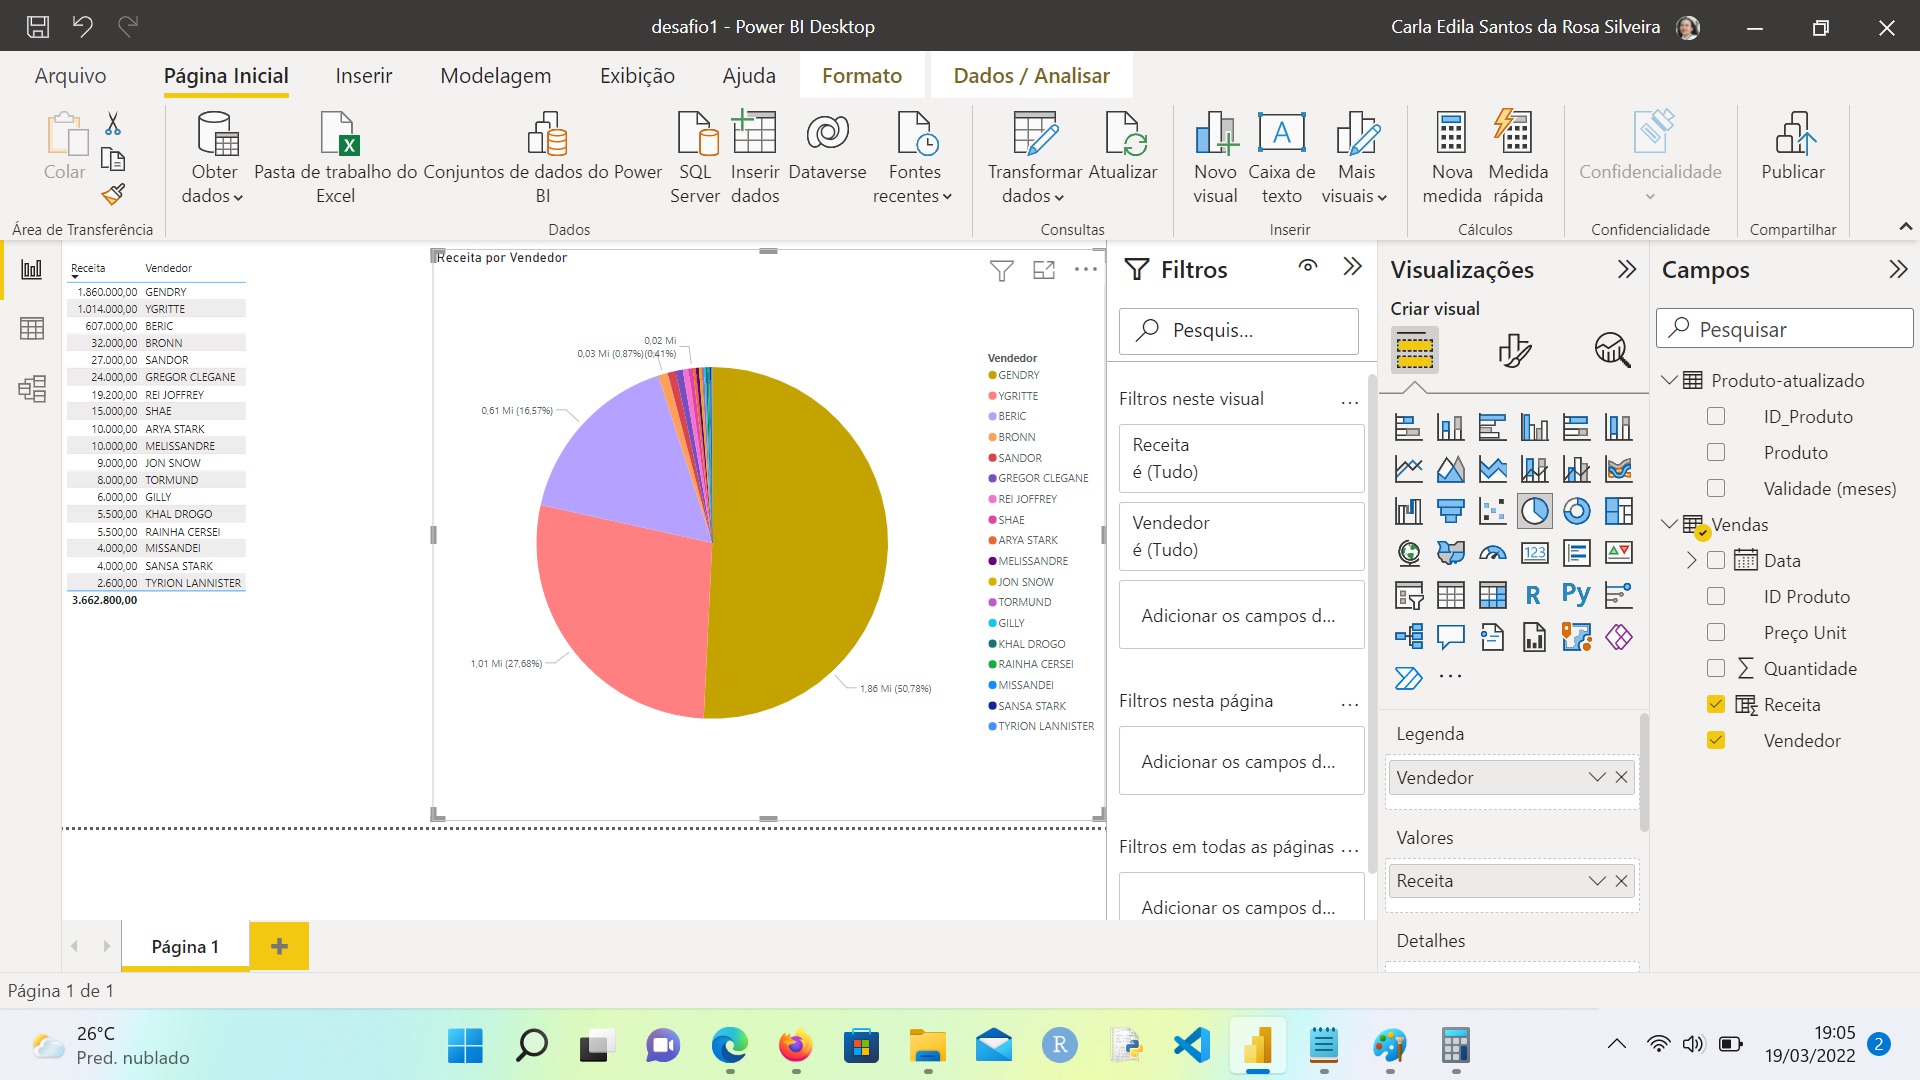 desafio1 - Power BI Desktop
Carla Edila Santos da Rosa Silveira
Arquivo
Página Inicial
Inserir
Modelagem
Exibição
Ajuda
Formato
Dados / Analisar
Colar
Obter dados
Pasta de trabalho do Excel
Conjuntos de dados do Power BI
SQL Server
Inserir dados
Dataverse
Fontes recentes
Transformar dados
Atualizar
Novo visual
Caixa de texto
Mais visuais
Nova medida
Medida rápida
Confidencialidade
Publicar
Área de Transferência
Dados
Consultas
Inserir
Cálculos
Confidencialidade
Compartilhar
Receita Vendedor
1.860.000,00 GENDRY
1.014.000,00 YGRITTE
607.000,00 BERIC
32.000,00 BRONN
27.000,00 SANDOR
24.000,00 GREGOR CLEGANE
19.200,00 REI JOFFREY
15.000,00 SHAE
10.000,00 ARYA STARK
10.000,00 MELISSANDRE
9.000,00 JON SNOW
8.000,00 TORMUND
6.000,00 GILLY
5.500,00 KHAL DROGO
5.500,00 RAINHA CERSEI
4.000,00 MISSANDEI
4.000,00 SANSA STARK
2.600,00 TYRION LANNISTER
3.662.800,00
Receita por Vendedor
0,02 Mi
0,03 Mi (0,87%) (0,41%)
0,61 Mi (16,57%)
1,01 Mi (27,68%)
1,86 Mi (50,78%)
Vendedor
GENDRY
YGRITTE
BERIC
BRONN
SANDOR
GREGOR CLEGANE
REI JOFFREY
SHAE
ARYA STARK
MELISSANDRE
JON SNOW
TORMUND
GILLY
KHAL DROGO
RAINHA CERSEI
MISSANDEI
SANSA STARK
TYRION LANNISTER
Filtros
Pesquis...
Filtros neste visual ...
Receita
é (Tudo)
Vendedor
é (Tudo)
Adicionar os campos d...
Filtros nesta página ...
Adicionar os campos d...
Filtros em todas as páginas ...
Adicionar os campos d...
Visualizações
Criar visual
123
R
Py
...
Legenda
Vendedor
Valores
Receita
Detalhes
Campos
Pesquisar
Produto-atualizado
ID_Produto
Produto
Validade (meses)
Vendas
Data
ID Produto
Preço Unit
Quantidade
Receita
Vendedor
Página 1
Página 1 de 1
26°C
Pred. nublado
R
19:05
19/03/2022
2